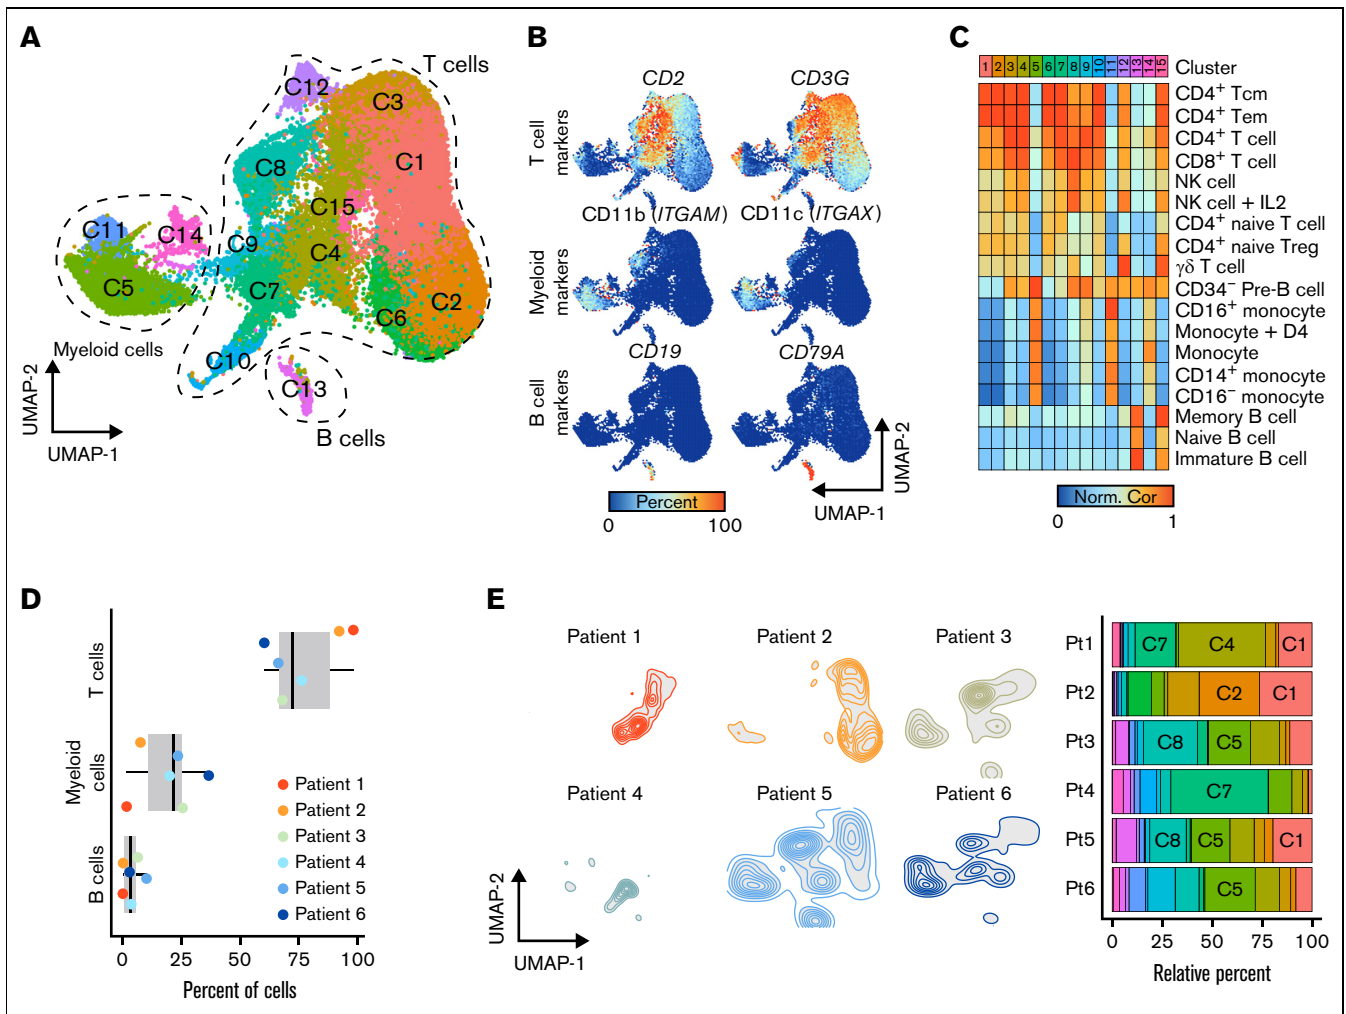 A
T cells
C12
C3
C8
C1
C15
C11
C14
C9
C4
C5
C7
C2
C6
Myeloid cells
C10
C13
B cells
UMAP-2
UMAP-1
B
CD2
CD3G
T cell
markers
CD11b (ITGAM)
CD11c (ITGAX)
Myeloid
markers
CD19
CD79A
B cell
markers
Percent
0
100
UMAP-2
UMAP-1
C
1 2 3 4 5 6 7 8 9 10 11 12 13 14 15
Cluster
CD4+ Tcm
CD4+ Tem
CD4+ T cell
CD8+ T cell
NK cell
NK cell + IL2
CD4+ naive T cell
CD4+ naive Treg
γδ T cell
CD34− Pre-B cell
CD16+ monocyte
Monocyte + D4
Monocyte
CD14+ monocyte
CD16− monocyte
Memory B cell
Naive B cell
Immature B cell
Norm. Cor
0
1
D
T cells
Myeloid
cells
B cells
Patient 1
Patient 2
Patient 3
Patient 4
Patient 5
Patient 6
0 25 50 75 100
Percent of cells
E
Patient 1
Patient 2
Patient 3
Patient 4
Patient 5
Patient 6
UMAP-2
UMAP-1
Pt1 C7 C4 C1
Pt2 C2 C1
Pt3 C8 C5
Pt4 C7
Pt5 C8 C5 C1
Pt6 C5
0 25 50 75 100
Relative percent